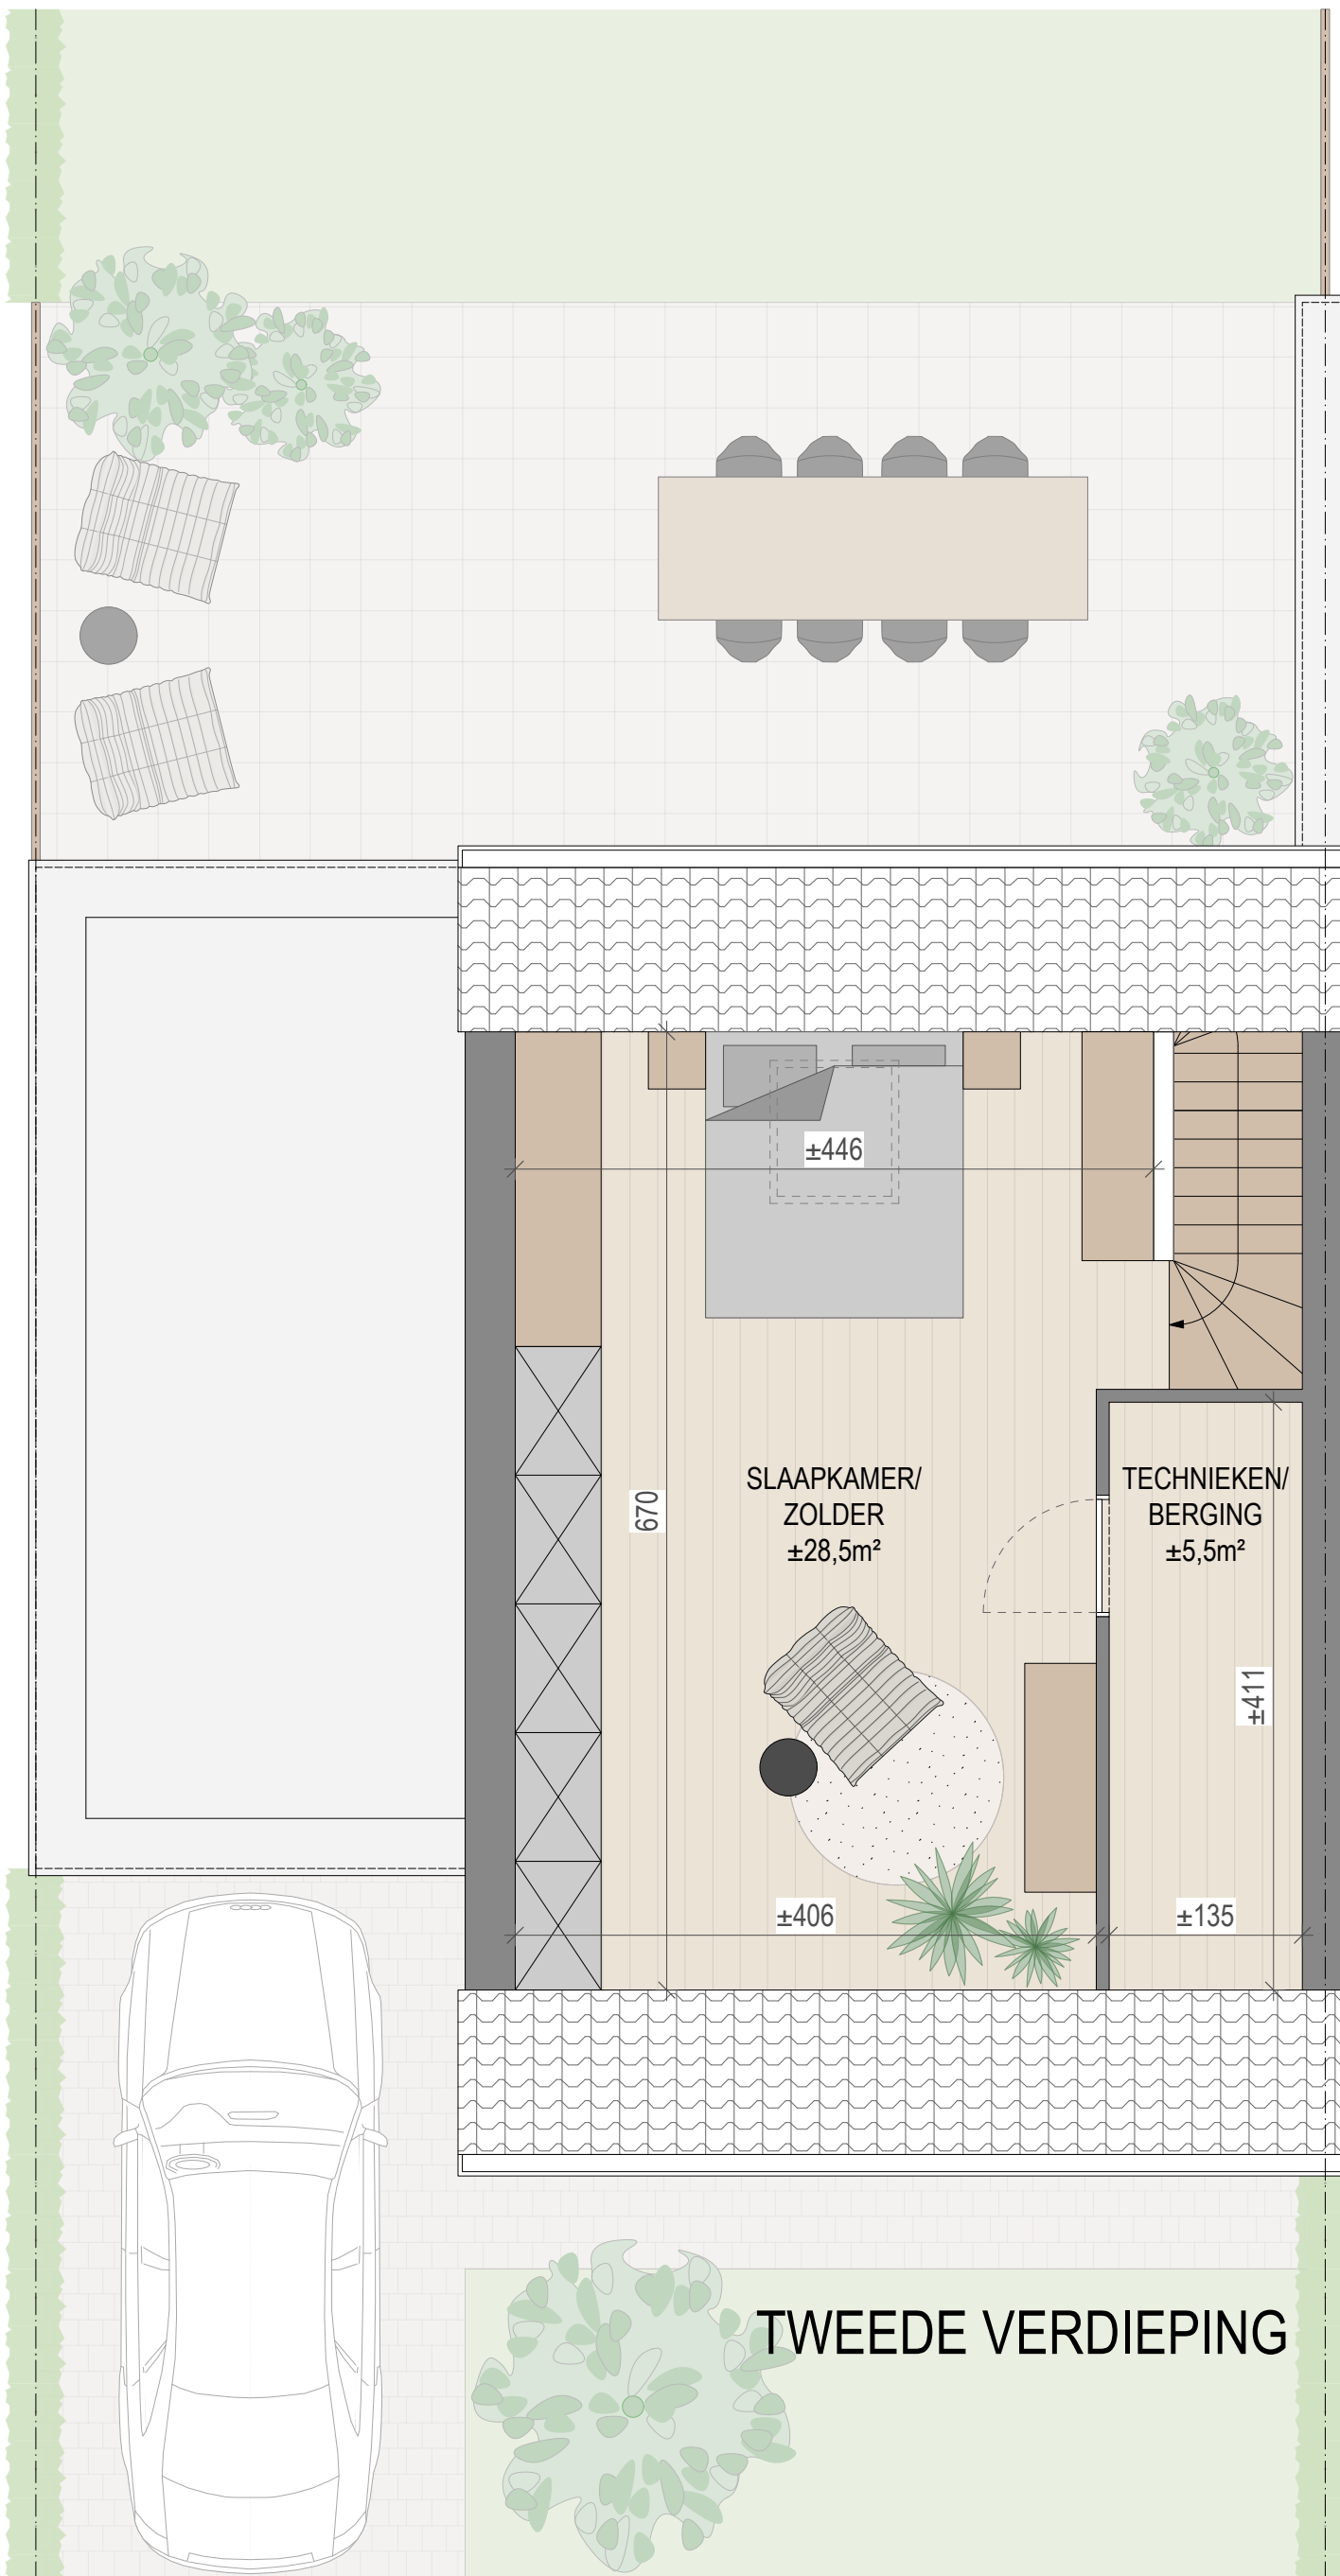 ±446
SLAAPKAMER/
ZOLDER
±28,5m²
TECHNIEKEN/
BERGING
±5,5m²
670
±411
±406
±135
TWEEDE VERDIEPING